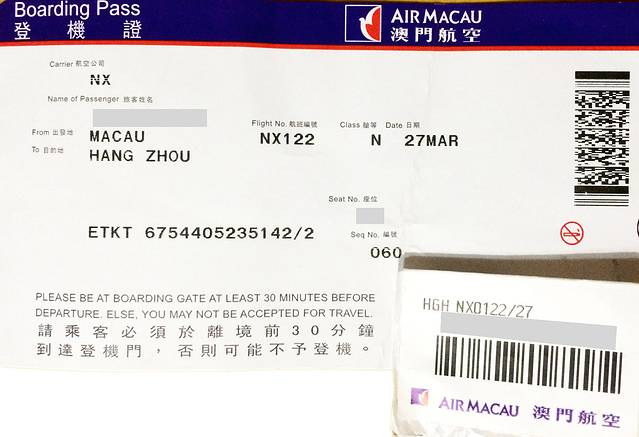 Boarding Pass
登機證
AIR MACAU
澳門航空
Carrier 航空公司
NX
Name of Passenger 旅客姓名
From 出發地 MACAU
To 目的地 HANG ZHOU
Flight No. 航班編號
NX122
Class 艙等
N
Date 日期
27MAR
Seat No. 座位
ETKT 6754405235142/2
Seq No. 編號
060
PLEASE BE AT BOARDING GATE AT LEAST 30 MINUTES BEFORE
DEPARTURE. ELSE, YOU MAY NOT BE ACCEPTED FOR TRAVEL.
請乘客必須於離境前30分鐘
到達登機門，否則可能不予登機。
HGH NX0122/27
AIR MACAU 澳門航空